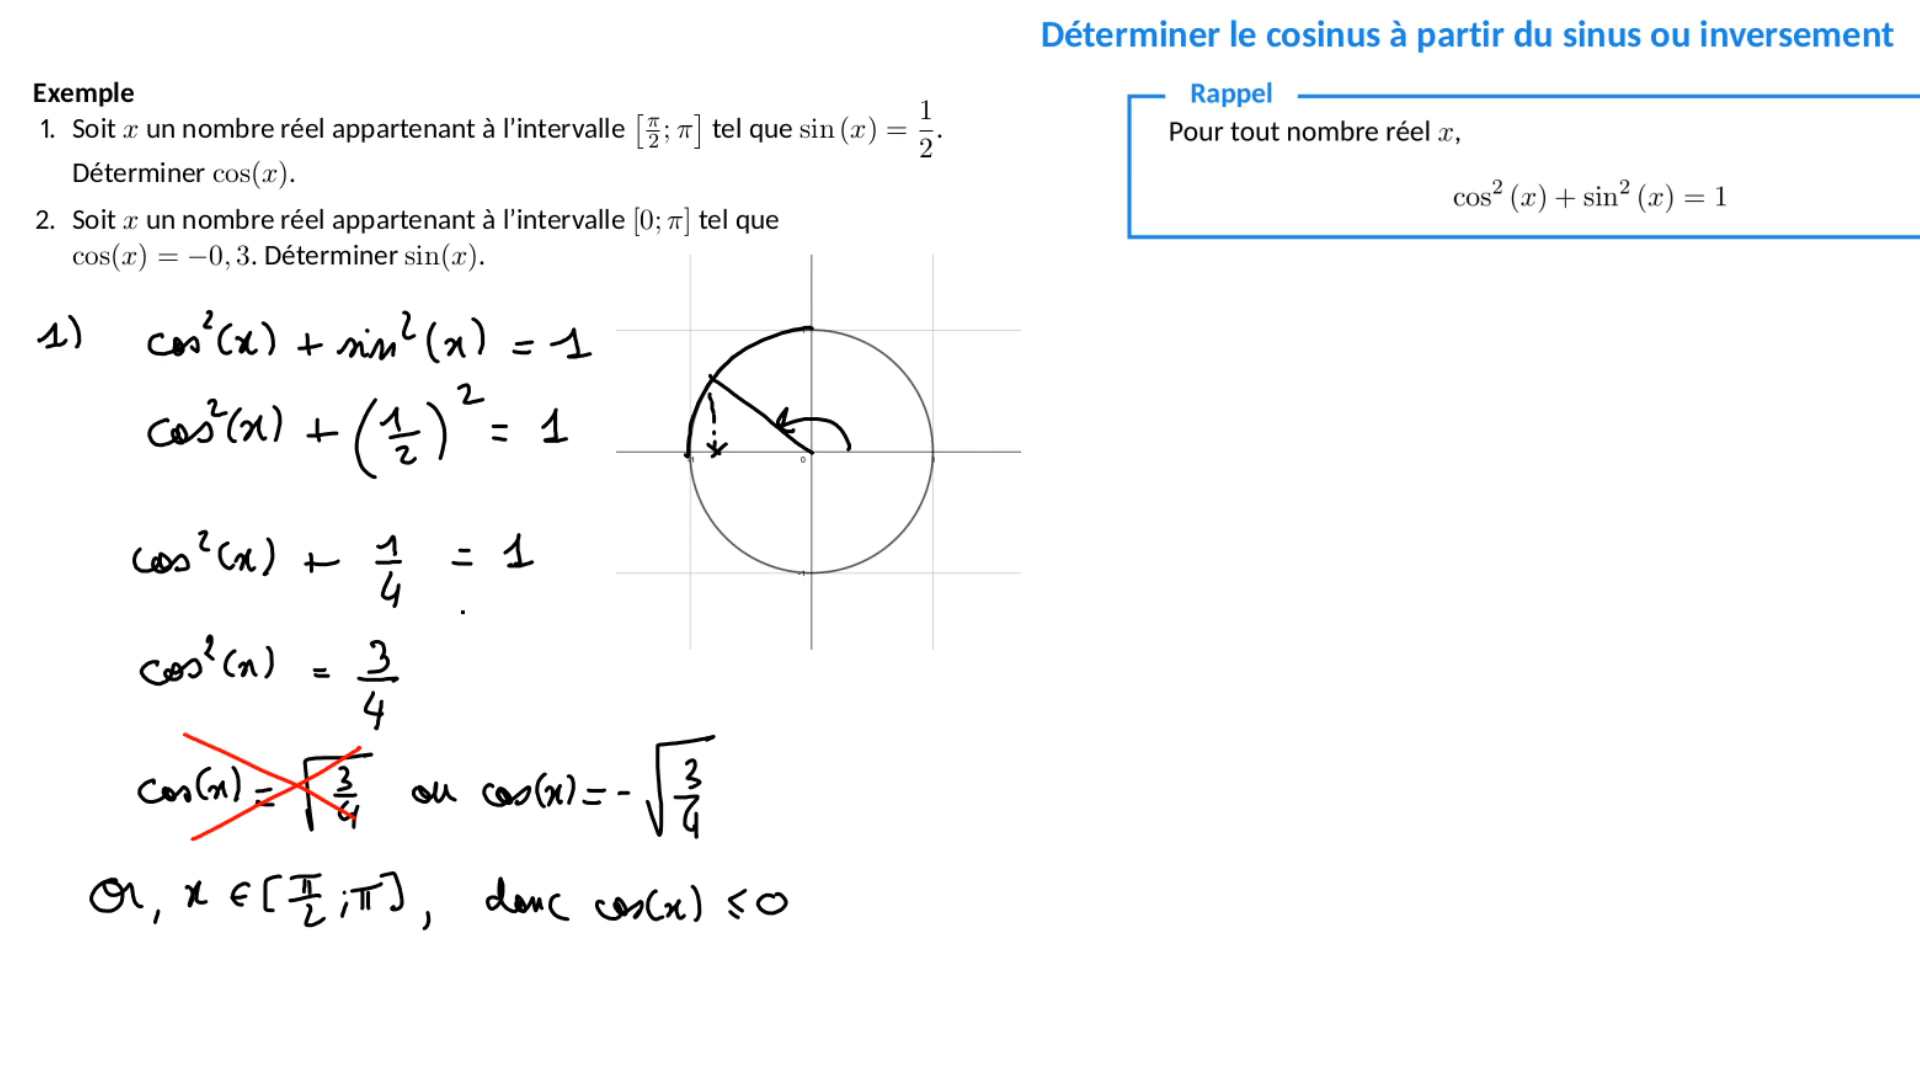 Déterminer le cosinus à partir du sinus ou inversement
Exemple
1. Soit x un nombre réel appartenant à l'intervalle [π/2; π] tel que sin (x) = 1/2.
Déterminer cos(x).
2. Soit x un nombre réel appartenant à l'intervalle [0; π] tel que
cos(x) = −0, 3. Déterminer sin(x).
Rappel
Pour tout nombre réel x,
cos² (x) + sin² (x) = 1
1) cos²(x) + sin²(x) = 1
cos²(x) + (1/2)² = 1
cos²(x) + 1/4 = 1
cos²(x) = 3/4
cos(x) = √(3/4) ou cos(x) = - √(3/4)
Or, x ∈ [π/2 ; π], donc cos(x) ⩽ 0
0
-1